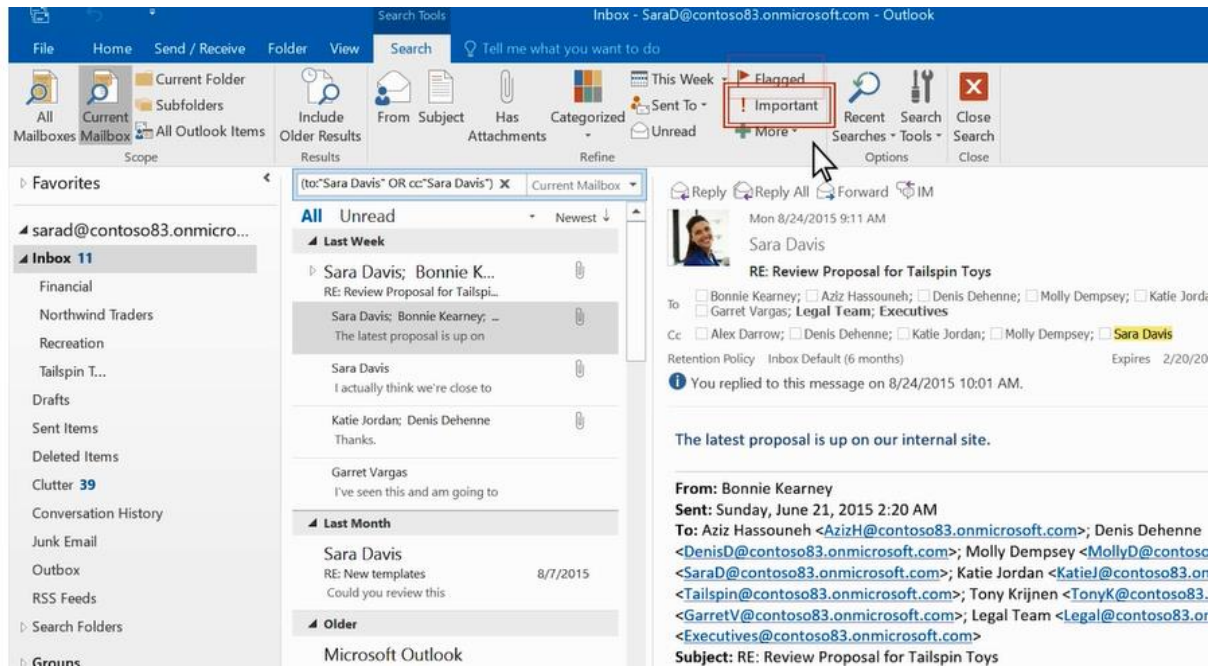 Search Tools
Inbox - SaraD@contoso83.onmicrosoft.com - Outlook
File Home Send / Receive Folder View Search Tell me what you want to do
All Mailboxes
Current Mailbox
Current Folder
Subfolders
All Outlook Items
Scope
Include Older Results
Results
From Subject
Has Attachments
Categorized
This Week
Sent To
Unread
Flagged
! Important
More
Refine
Recent Searches
Search Tools
Options
Close Search
Close
Favorites
sarad@contoso83.onmicro...
Inbox 11
Financial
Northwind Traders
Recreation
Tailspin T...
Drafts
Sent Items
Deleted Items
Clutter 39
Conversation History
Junk Email
Outbox
RSS Feeds
Search Folders
Groups
(to:"Sara Davis" OR cc:"Sara Davis") X Current Mailbox
All Unread Newest ↓
Last Week
Sara Davis; Bonnie K...
RE: Review Proposal for Tailspi...
Sara Davis; Bonnie Kearney; ...
The latest proposal is up on
Sara Davis
I actually think we're close to
Katie Jordan; Denis Dehenne
Thanks.
Garret Vargas
I've seen this and am going to
Last Month
Sara Davis
RE: New templates 8/7/2015
Could you review this
Older
Microsoft Outlook
Reply Reply All Forward IM
Mon 8/24/2015 9:11 AM
Sara Davis
RE: Review Proposal for Tailspin Toys
To Bonnie Kearney; Aziz Hassouneh; Denis Dehenne; Molly Dempsey; Katie Jorda
Garret Vargas; Legal Team; Executives
Cc Alex Darrow; Denis Dehenne; Katie Jordan; Molly Dempsey; Sara Davis
Retention Policy Inbox Default (6 months) Expires 2/20/20
You replied to this message on 8/24/2015 10:01 AM.
The latest proposal is up on our internal site.
From: Bonnie Kearney
Sent: Sunday, June 21, 2015 2:20 AM
To: Aziz Hassouneh <AzizH@contoso83.onmicrosoft.com>; Denis Dehenne
<DenisD@contoso83.onmicrosoft.com>; Molly Dempsey <MollyD@contoso
<SaraD@contoso83.onmicrosoft.com>; Katie Jordan <KatieJ@contoso83.on
<Tailspin@contoso83.onmicrosoft.com>; Tony Krijnen <TonyK@contoso83.
<GarretV@contoso83.onmicrosoft.com>; Legal Team <Legal@contoso83.or
<Executives@contoso83.onmicrosoft.com>
Subject: RE: Review Proposal for Tailspin Toys